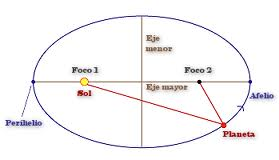 Eje
menor
Foco 1
Foco 2
Sol
Eje mayor
Afelio
Perihelio
Planeta